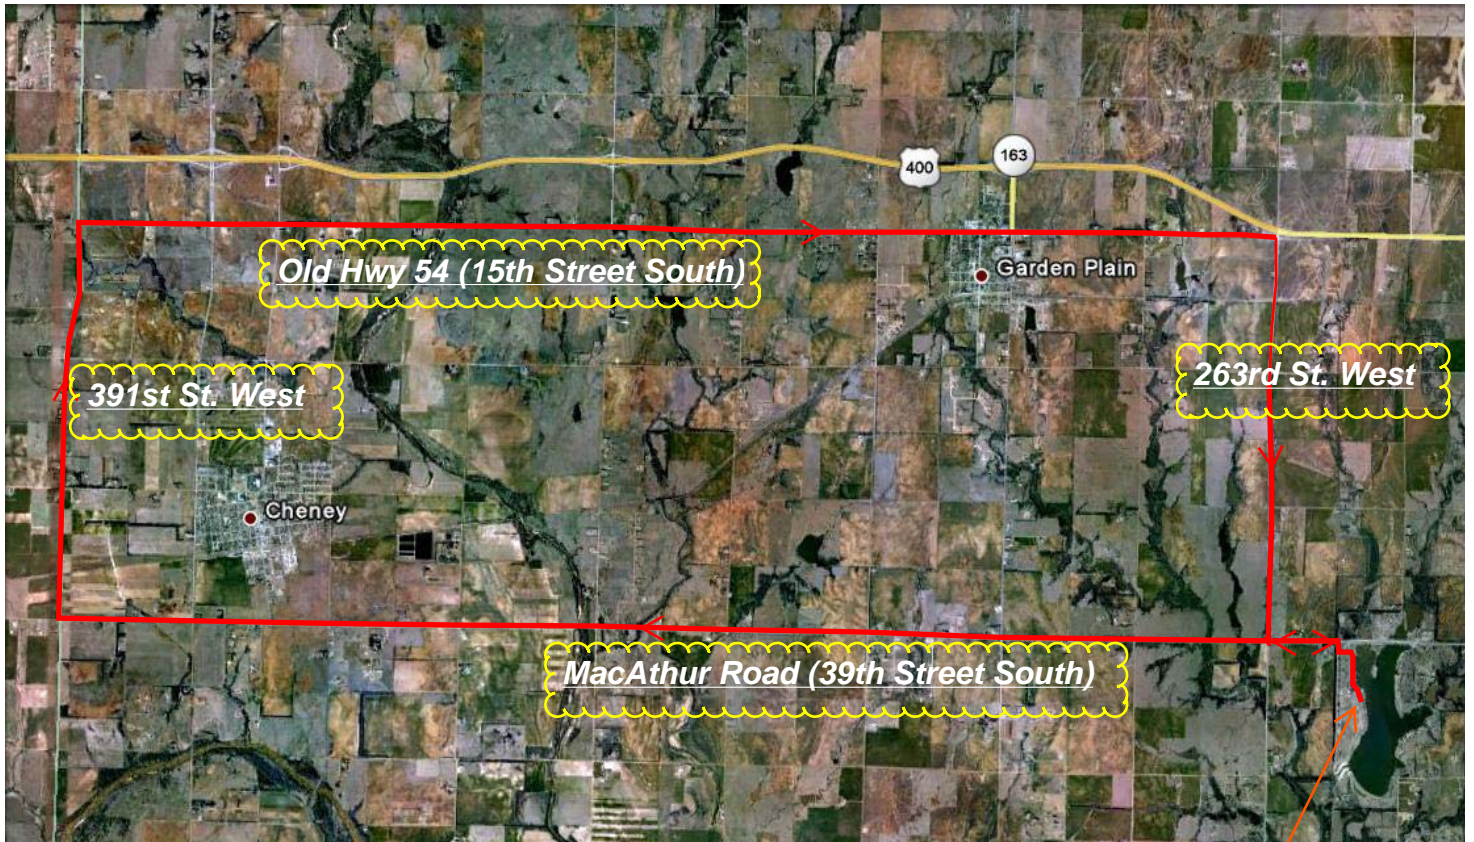 163
400
Old Hwy 54 (15th Street South)
Garden Plain
263rd St. West
391st St. West
Cheney
MacAthur Road (39th Street South)